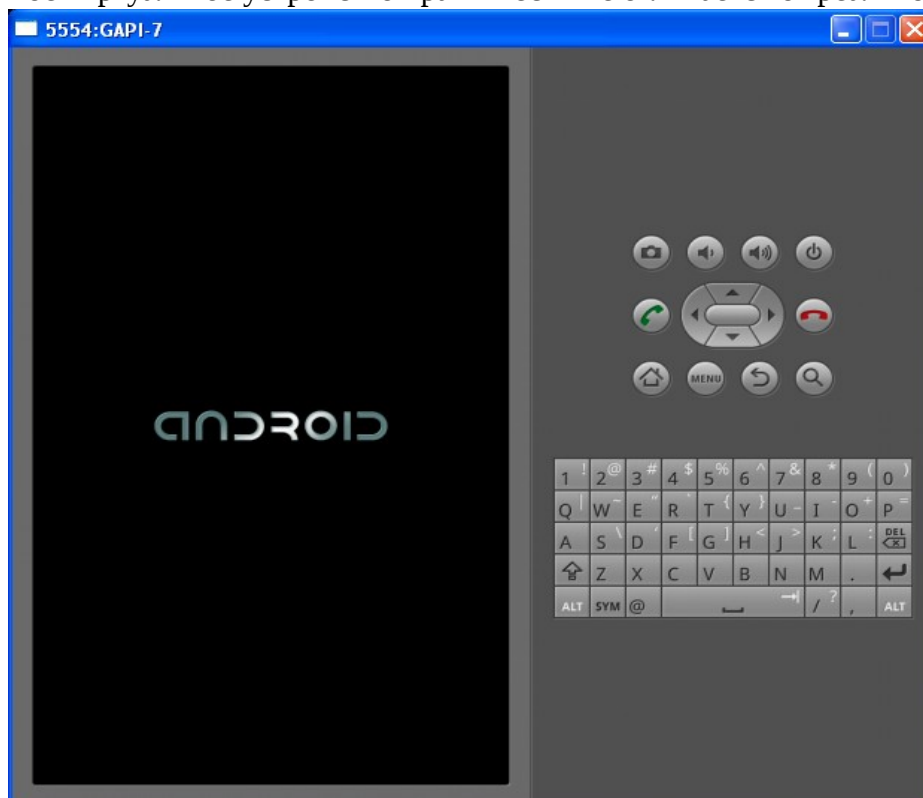 5554:GAPI-7
ANDROID
MENU
1 ! 2 @ 3 # 4 $ 5 % 6 ^ 7 & 8 * 9 ( 0 )
Q | W ~ E " R ` T { Y } U _ I - O + P =
A S \ D ' F [ G ] H < J > K ; L : DEL
Z X C V B N M .
ALT SYM @ / ? , ALT